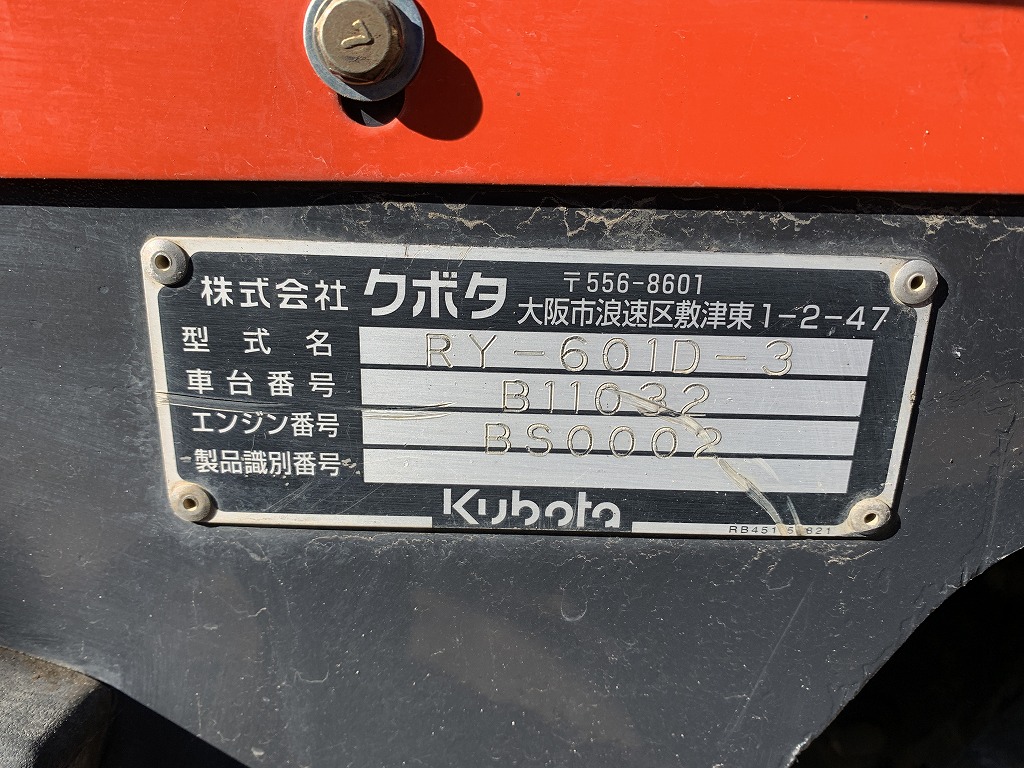 7
株式会社 クボタ 〒556-8601
大阪市浪速区敷津東1-2-47
型式名 RY-601D-3
車台番号 B11032
エンジン番号 BS0002
製品識別番号
Kubota